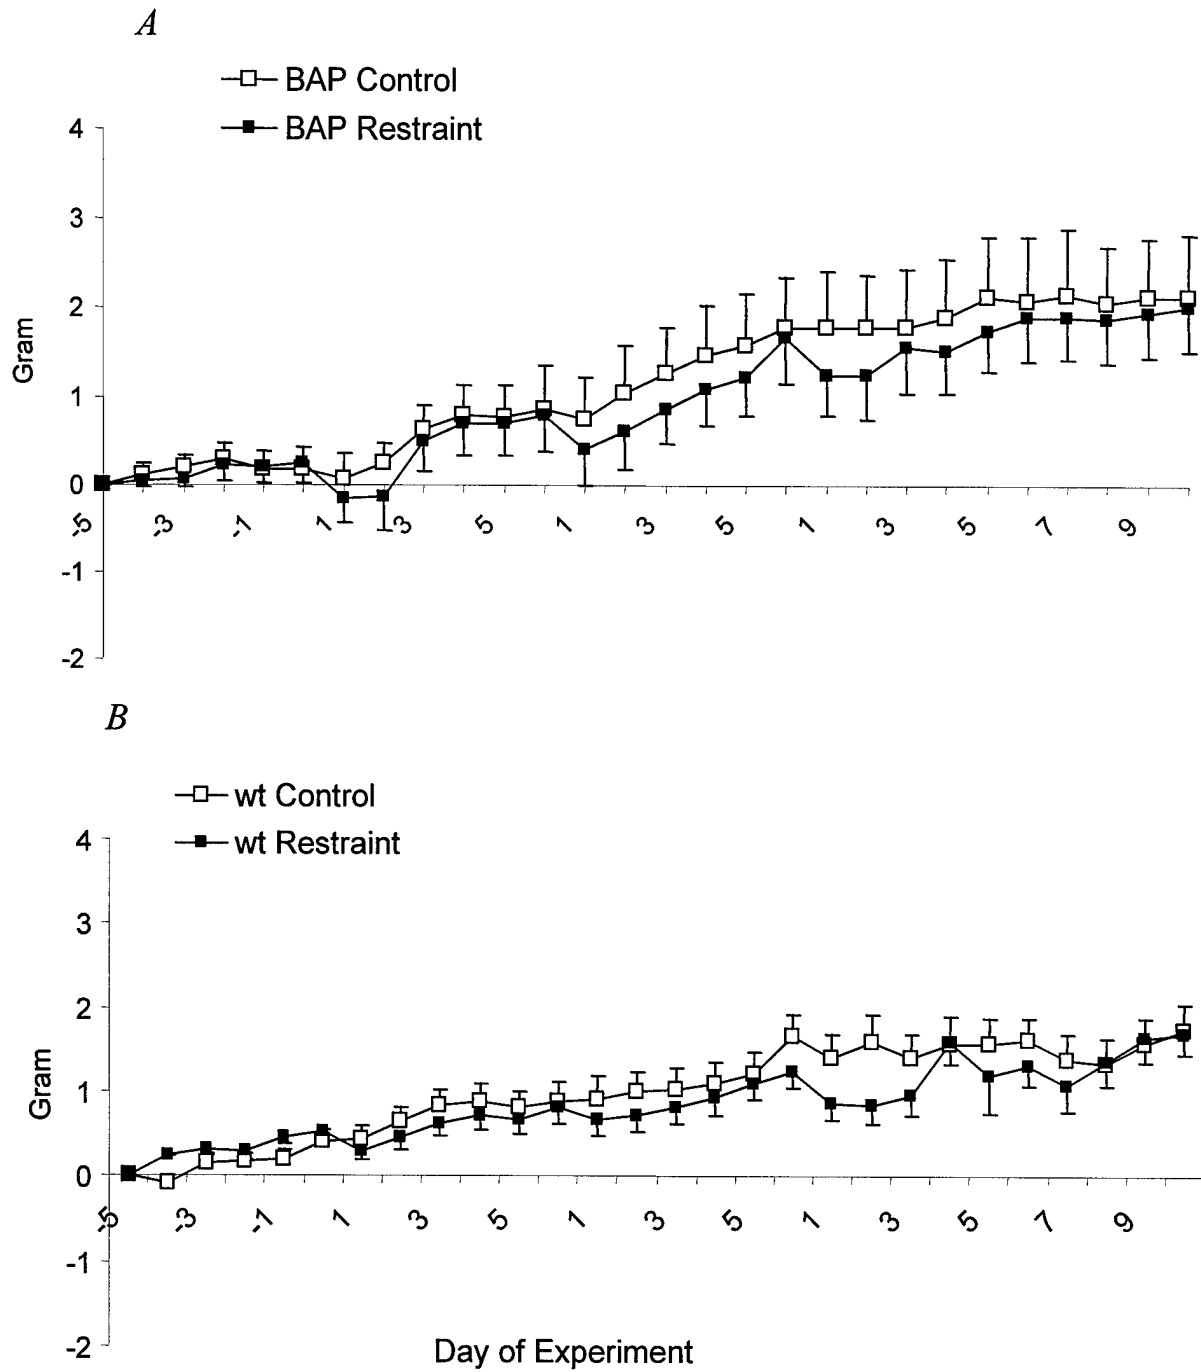 A
BAP Control
BAP Restraint
4
3
2
1
0
-1
-2
Gram
-5 -3 -1 1 3 5 1 3 5 1 3 5 7 9
B
wt Control
wt Restraint
4
3
2
1
0
-1
-2
Gram
-5 -3 -1 1 3 5 1 3 5 1 3 5 7 9
Day of Experiment